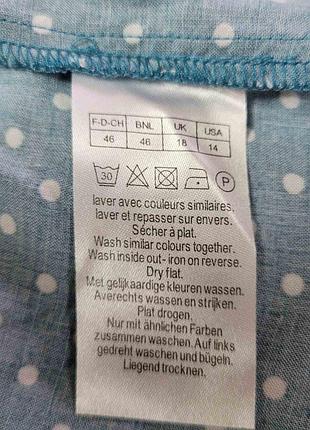 F-D-CH BNL UK USA
46 46 18 14
30 P
laver avec couleurs similaires.
laver et repasser sur envers.
Sécher à plat.
Wash similar colours together.
Wash inside out- iron on reverse.
Dry flat.
Met gelijkaardige kleuren wassen.
Averechts wassen en strijken.
Plat drogen.
Nur mit ähnlichen Farben
zusammen waschen. Auf links
gedreht waschen und bügeln.
Liegend trocknen.